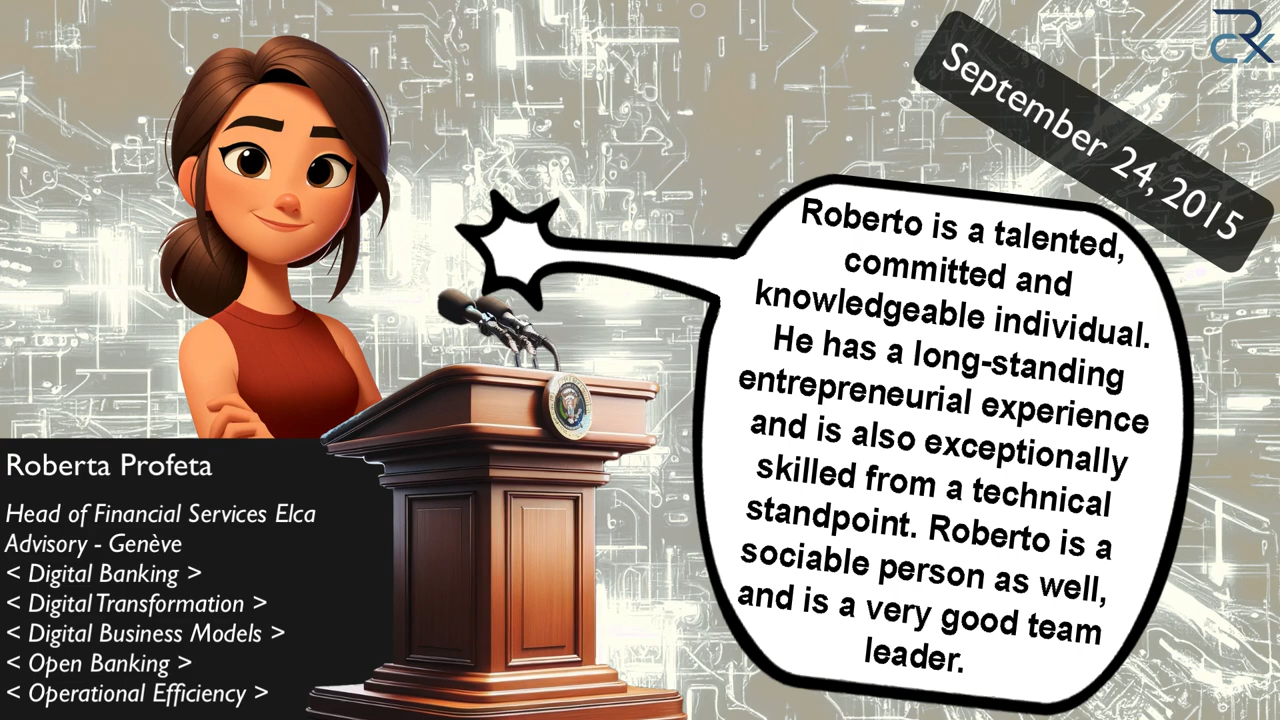 September 24, 2015
Roberto is a talented,
committed and
knowledgeable individual.
He has a long-standing
entrepreneurial experience
and is also exceptionally
skilled from a technical
standpoint. Roberto is a
sociable person as well,
and is a very good team
leader.
Roberta Profeta
Head of Financial Services Elca
Advisory - Genève
< Digital Banking >
< Digital Transformation >
< Digital Business Models >
< Open Banking >
< Operational Efficiency >